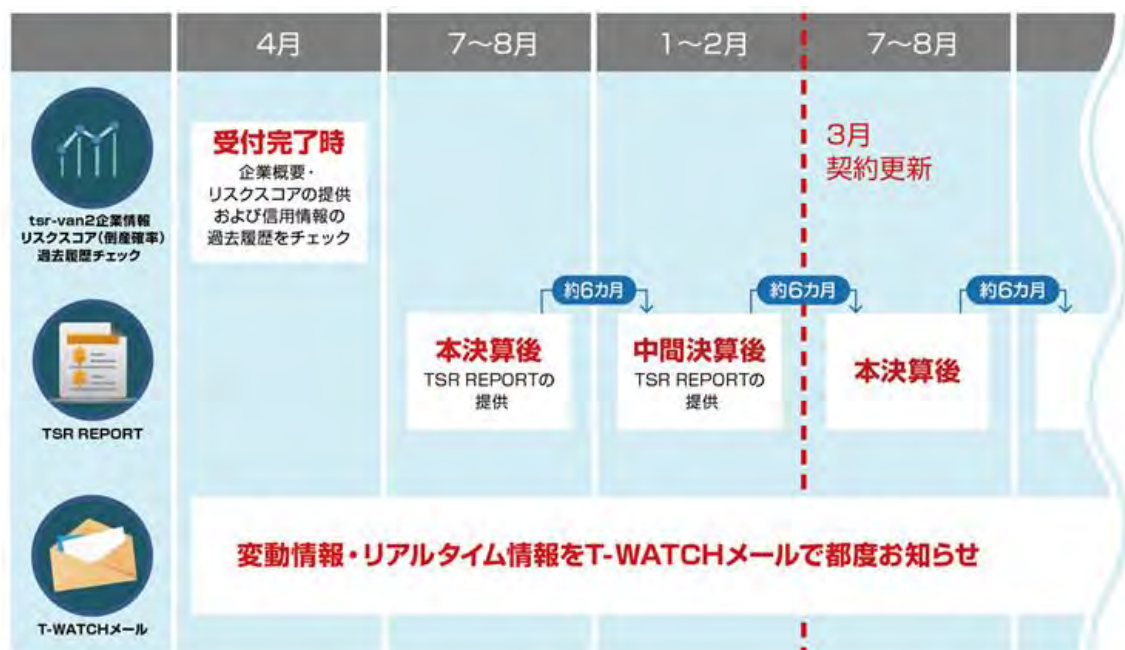 4月
7～8月
1～2月
7～8月
tsr-van2企業情報
リスクスコア(倒産確率)
過去履歴チェック
受付完了時
企業概要・
リスクスコアの提供
および信用情報の
過去履歴をチェック
3月
契約更新
約6カ月
約6カ月
約6カ月
TSR REPORT
本決算後
TSR REPORTの
提供
中間決算後
TSR REPORTの
提供
本決算後
T-WATCHメール
変動情報・リアルタイム情報をT-WATCHメールで都度お知らせ